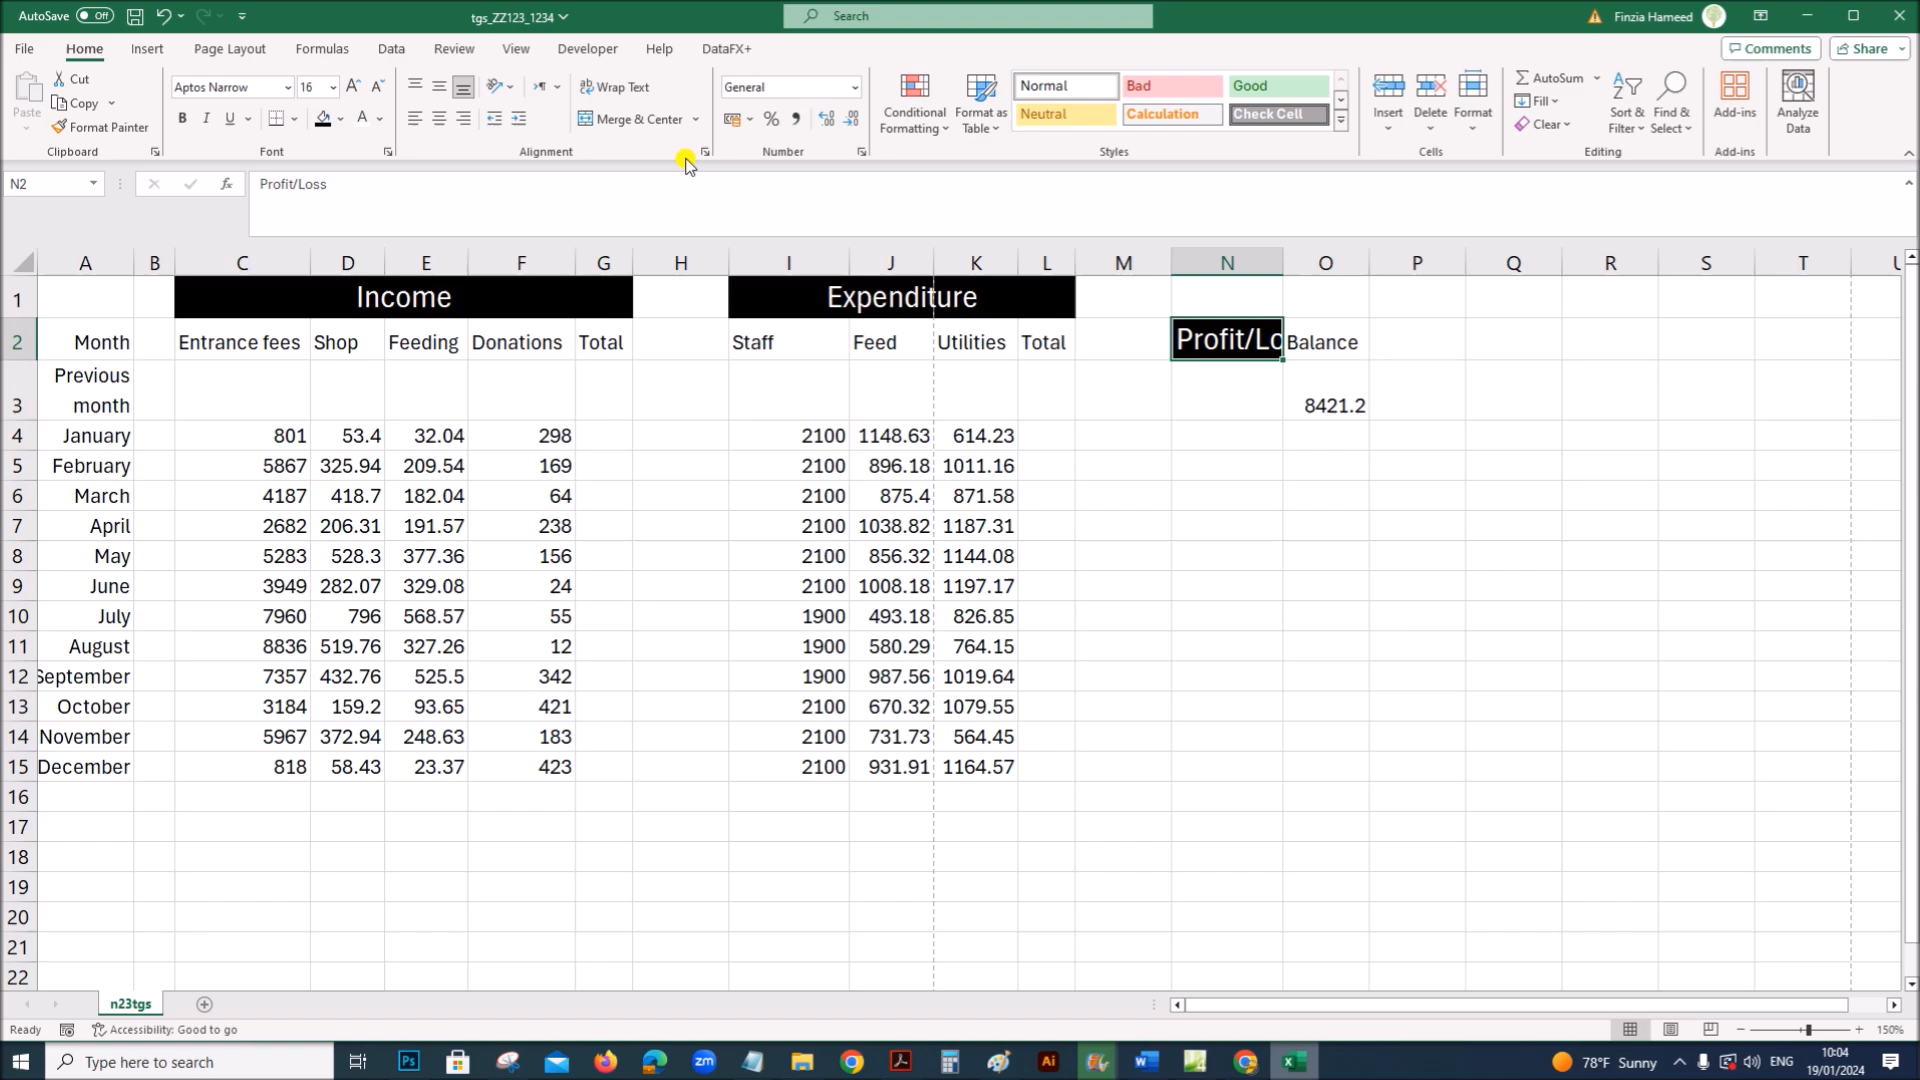 AutoSave Off tgs_ZZ123_1234 Search Finzia Hameed
File Home Insert Page Layout Formulas Data Review View Developer Help DataFX+ Comments Share
Paste Cut Copy Format Painter
Aptos Narrow 16 Wrap Text Merge & Center General
Conditional Formatting Format as Table Normal Bad Good Neutral Calculation Check Cell
Insert Delete Format AutoSum Fill Clear Sort & Filter Find & Select Add-ins Analyze Data
Clipboard Font Alignment Number Styles Cells Editing Add-ins
N2 fx Profit/Loss
A B C D E F G H I J K L M N O P Q R S T
1 Income Expenditure
2 Month Entrance fees Shop Feeding Donations Total Staff Feed Utilities Total Profit/Lo Balance
3 Previous month 8421.2
4 January 801 53.4 32.04 298 2100 1148.63 614.23
5 February 5867 325.94 209.54 169 2100 896.18 1011.16
6 March 4187 418.7 182.04 64 2100 875.4 871.58
7 April 2682 206.31 191.57 238 2100 1038.82 1187.31
8 May 5283 528.3 377.36 156 2100 856.32 1144.08
9 June 3949 282.07 329.08 24 2100 1008.18 1197.17
10 July 7960 796 568.57 55 1900 493.18 826.85
11 August 8836 519.76 327.26 12 1900 580.29 764.15
12 September 7357 432.76 525.5 342 1900 987.56 1019.64
13 October 3184 159.2 93.65 421 2100 670.32 1079.55
14 November 5967 372.94 248.63 183 2100 731.73 564.45
15 December 818 58.43 23.37 423 2100 931.91 1164.57
16
17
18
19
20
21
22
n23tgs
Ready Accessibility: Good to go 150%
Type here to search 78°F Sunny ENG 10:04
19/01/2024